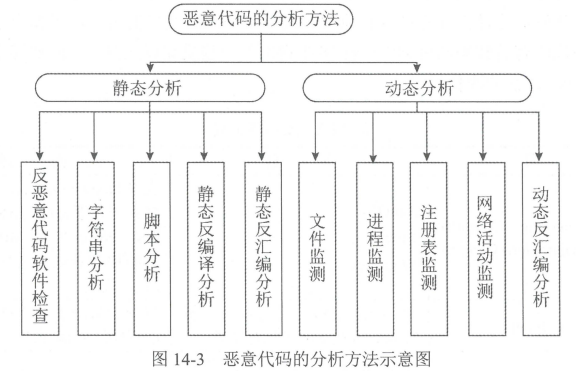 恶意代码的分析方法
静态分析
动态分析
反恶意代码软件检查
字符串分析
脚本分析
静态反编译分析
静态反汇编分析
文件监测
进程监测
注册表监测
网络活动监测
动态反汇编分析
图 14-3 恶意代码的分析方法示意图